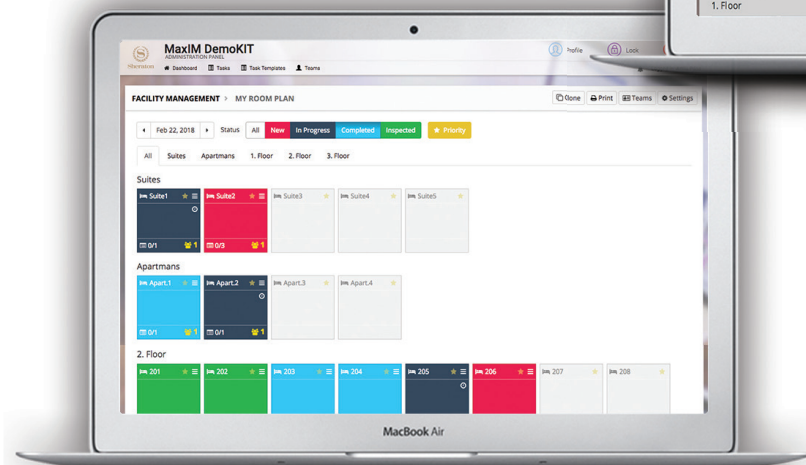 1. Floor
MaxIM DemoKIT
ADMINISTRATION PANEL
Dashboard Tasks Task Templates Teams
Profile Lock
FACILITY MANAGEMENT > MY ROOM PLAN
Clone Print Teams Settings
Feb 22, 2018 Status All New In Progress Completed Inspected Priority
All Suites Apartmans 1. Floor 2. Floor 3. Floor
Suites
Suite1 Suite2 Suite3 Suite4 Suite5
0/1 1 0/3 1
Apartmans
Apart.1 Apart.2 Apart.3 Apart.4
0/1 1 0/1 1
2. Floor
201 202 203 204 205 206 207 208
MacBook Air